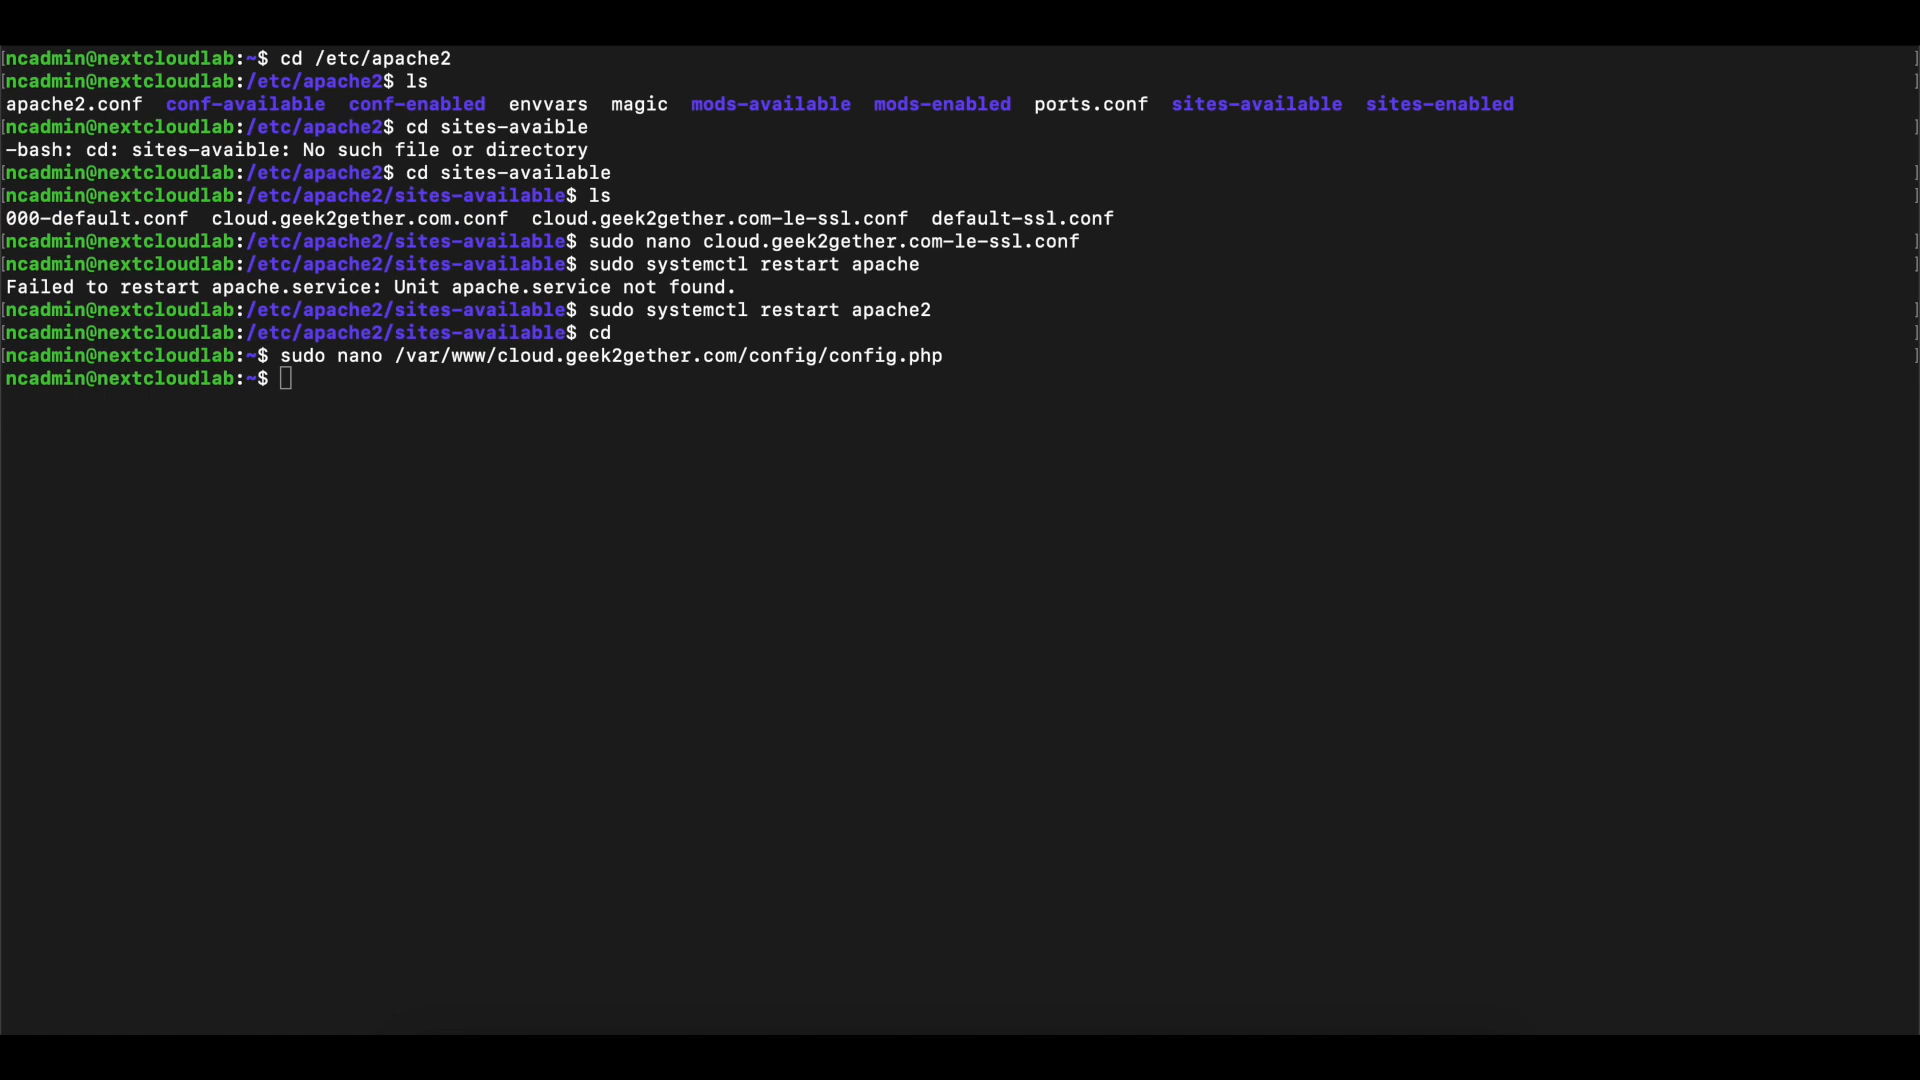 ncadmin@nextcloudlab:~$ cd /etc/apache2
ncadmin@nextcloudlab:/etc/apache2$ ls
apache2.conf  conf-available  conf-enabled  envvars  magic  mods-available  mods-enabled  ports.conf  sites-available  sites-enabled
ncadmin@nextcloudlab:/etc/apache2$ cd sites-avaible
-bash: cd: sites-avaible: No such file or directory
ncadmin@nextcloudlab:/etc/apache2$ cd sites-available
ncadmin@nextcloudlab:/etc/apache2/sites-available$ ls
000-default.conf  cloud.geek2gether.com.conf  cloud.geek2gether.com-le-ssl.conf  default-ssl.conf
ncadmin@nextcloudlab:/etc/apache2/sites-available$ sudo nano cloud.geek2gether.com-le-ssl.conf
ncadmin@nextcloudlab:/etc/apache2/sites-available$ sudo systemctl restart apache
Failed to restart apache.service: Unit apache.service not found.
ncadmin@nextcloudlab:/etc/apache2/sites-available$ sudo systemctl restart apache2
ncadmin@nextcloudlab:/etc/apache2/sites-available$ cd
ncadmin@nextcloudlab:~$ sudo nano /var/www/cloud.geek2gether.com/config/config.php
ncadmin@nextcloudlab:~$